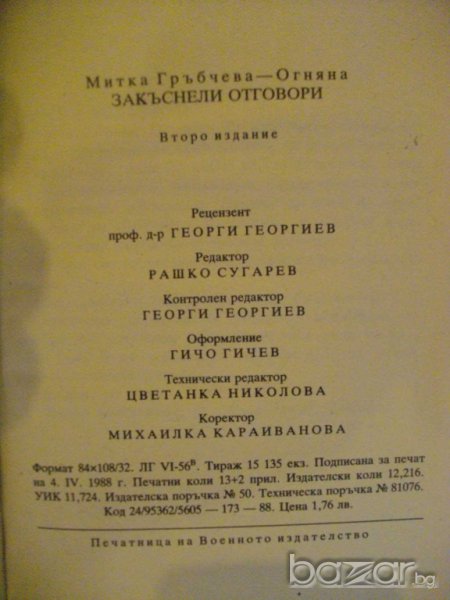 Митка Гръбчева—Огняна
ЗАКЪСНЕЛИ ОТГОВОРИ
Второ издание
Рецензент
проф. д-р ГЕОРГИ ГЕОРГИЕВ
Редактор
РАШКО СУГАРЕВ
Контролен редактор
ГЕОРГИ ГЕОРГИЕВ
Оформление
ГИЧО ГИЧЕВ
Технически редактор
ЦВЕТАНКА НИКОЛОВА
Коректор
МИХАИЛКА КАРАИВАНОВА
Формат 84×108/32. ЛГ VI-56В. Тираж 15 135 екз. Подписана за печат
на 4. IV. 1988 г. Печатни коли 13+2 прил. Издателски коли 12,216.
УИК 11,724. Издателска поръчка № 50. Техническа поръчка № 81076.
Код 24/95362/5605 — 173 — 88. Цена 1,76 лв.
Печатница на Военното издателство
bazar.bg